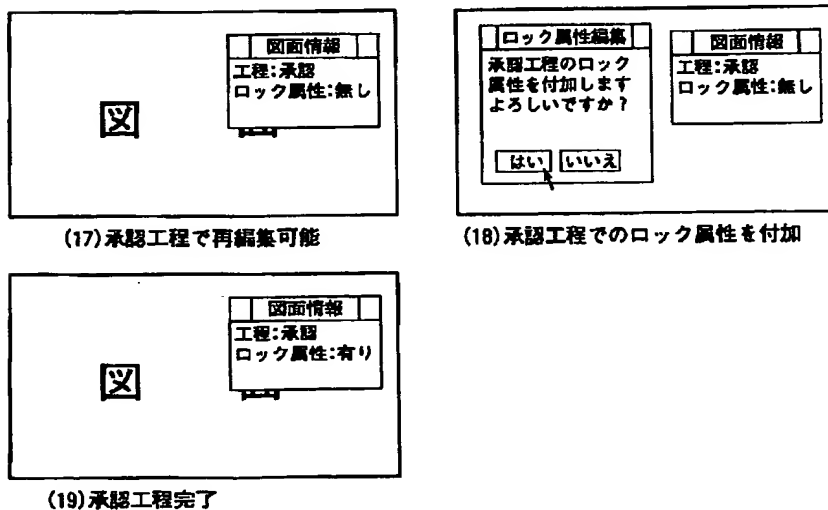 図面情報
工程:承認
ロック属性:無し
図
(17)承認工程で再編集可能
ロック属性編集
承認工程のロック
属性を付加します
よろしいですか?
はい いいえ
図面情報
工程:承認
ロック属性:無し
(18)承認工程でのロック属性を付加
図面情報
工程:承認
ロック属性:有り
図
(19)承認工程完了